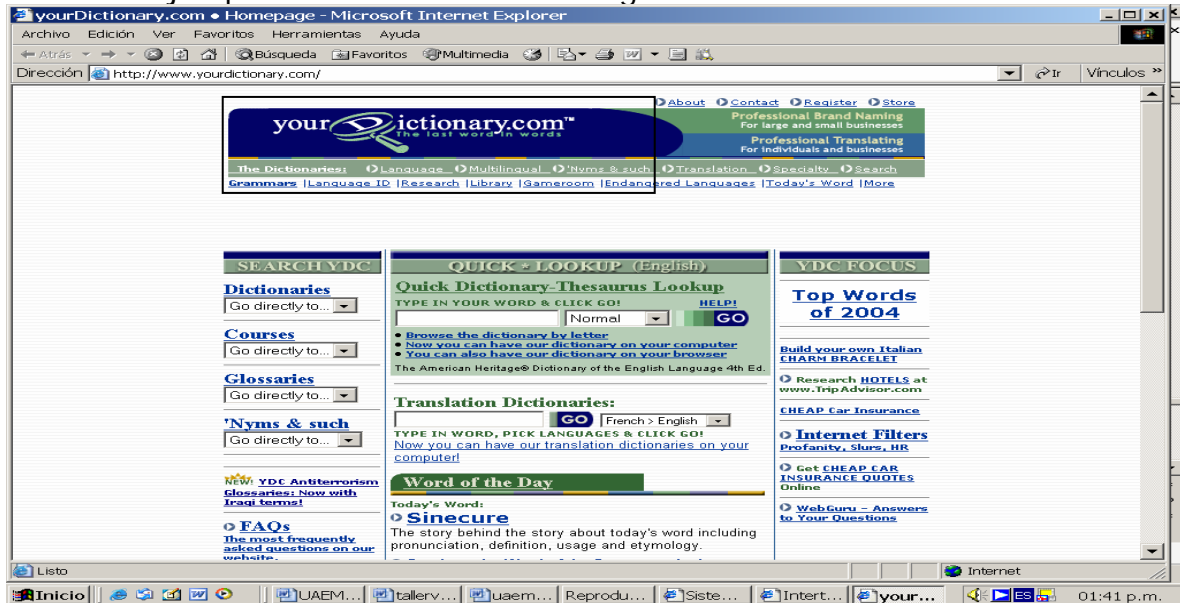 yourDictionary.com • Homepage - Microsoft Internet Explorer
Archivo Edición Ver Favoritos Herramientas Ayuda
Atrás Búsqueda Favoritos Multimedia
Dirección http://www.yourdictionary.com/ Ir Vínculos »
About Contact Register Store
yourDictionary.com™
The last word in words
Professional Brand Naming
For large and small businesses
Professional Translating
For individuals and businesses
The Dictionaries: Language Multilingual 'Nyms & such Translation Specialty Search
Grammars |Language ID |Research |Library |Gameroom |Endangered Languages |Today's Word |More
SEARCH YDC
Dictionaries
Go directly to...
Courses
Go directly to...
Glossaries
Go directly to...
'Nyms & such
Go directly to...
NEW! YDC Antiterrorism
Glossaries: Now with
Iraqi terms!
FAQs
The most frequently
asked questions on our
website.
QUICK * LOOKUP (English)
Quick Dictionary-Thesaurus Lookup
TYPE IN YOUR WORD & CLICK GO! HELP!
Normal GO
• Browse the dictionary by letter
• Now you can have our dictionary on your computer
• You can also have our dictionary on your browser
The American Heritage® Dictionary of the English Language 4th Ed.
Translation Dictionaries:
GO French > English
TYPE IN WORD, PICK LANGUAGES & CLICK GO!
Now you can have our translation dictionaries on your
computer!
Word of the Day
Today's Word:
Sinecure
The story behind the story about today's word including
pronunciation, definition, usage and etymology.
YDC FOCUS
Top Words
of 2004
Build your own Italian
CHARM BRACELET
Research HOTELS at
www.TripAdvisor.com
CHEAP Car Insurance
Internet Filters
Profanity, Slurs, HR
Get CHEAP CAR
INSURANCE QUOTES
Online
WebGuru - Answers
to Your Questions
Listo Internet
Inicio UAEM... tallerv... uaem... Reprodu... Siste... Intert... your... ES 01:41 p.m.